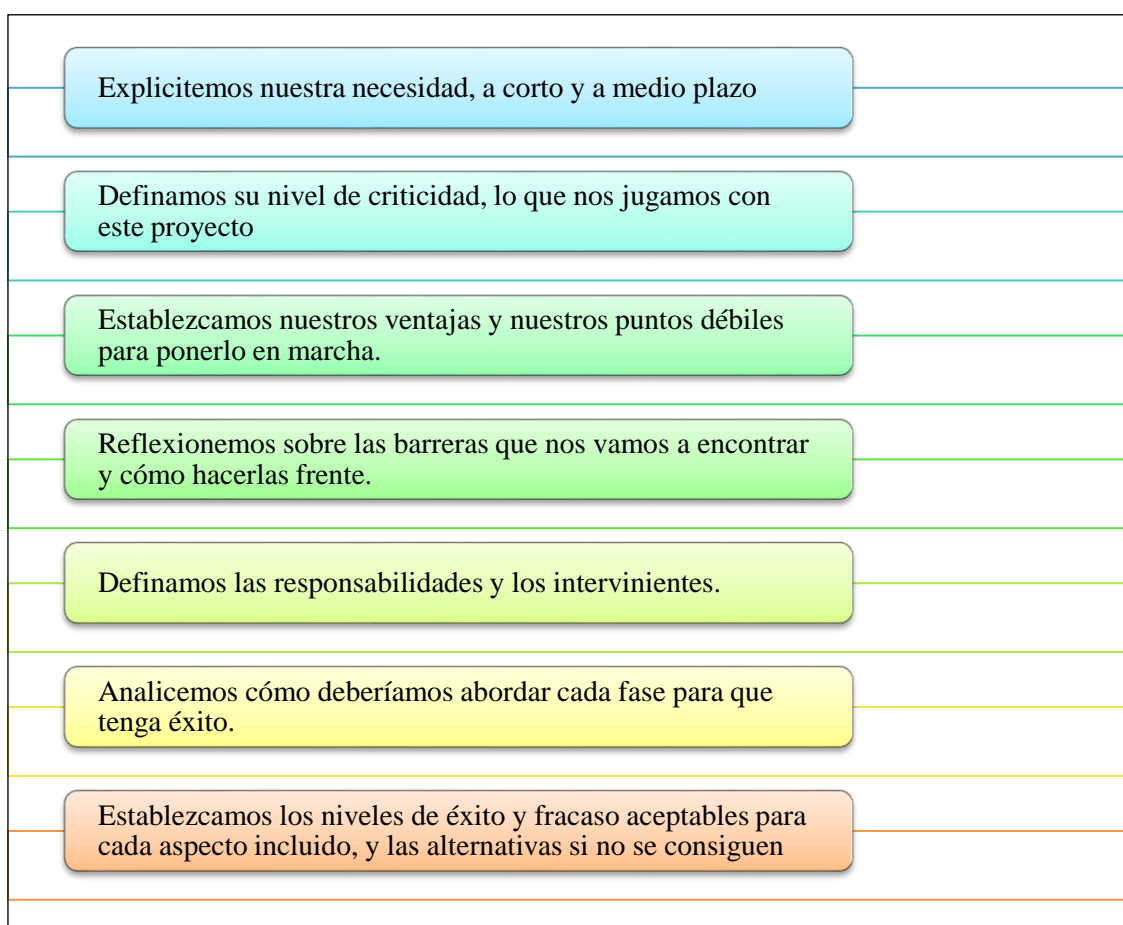 Explicitemos nuestra necesidad, a corto y a medio plazo
Definamos su nivel de criticidad, lo que nos jugamos con
este proyecto
Establezcamos nuestros ventajas y nuestros puntos débiles
para ponerlo en marcha.
Reflexionemos sobre las barreras que nos vamos a encontrar
y cómo hacerlas frente.
Definamos las responsabilidades y los intervinientes.
Analicemos cómo deberíamos abordar cada fase para que
tenga éxito.
Establezcamos los niveles de éxito y fracaso aceptables para
cada aspecto incluido, y las alternativas si no se consiguen